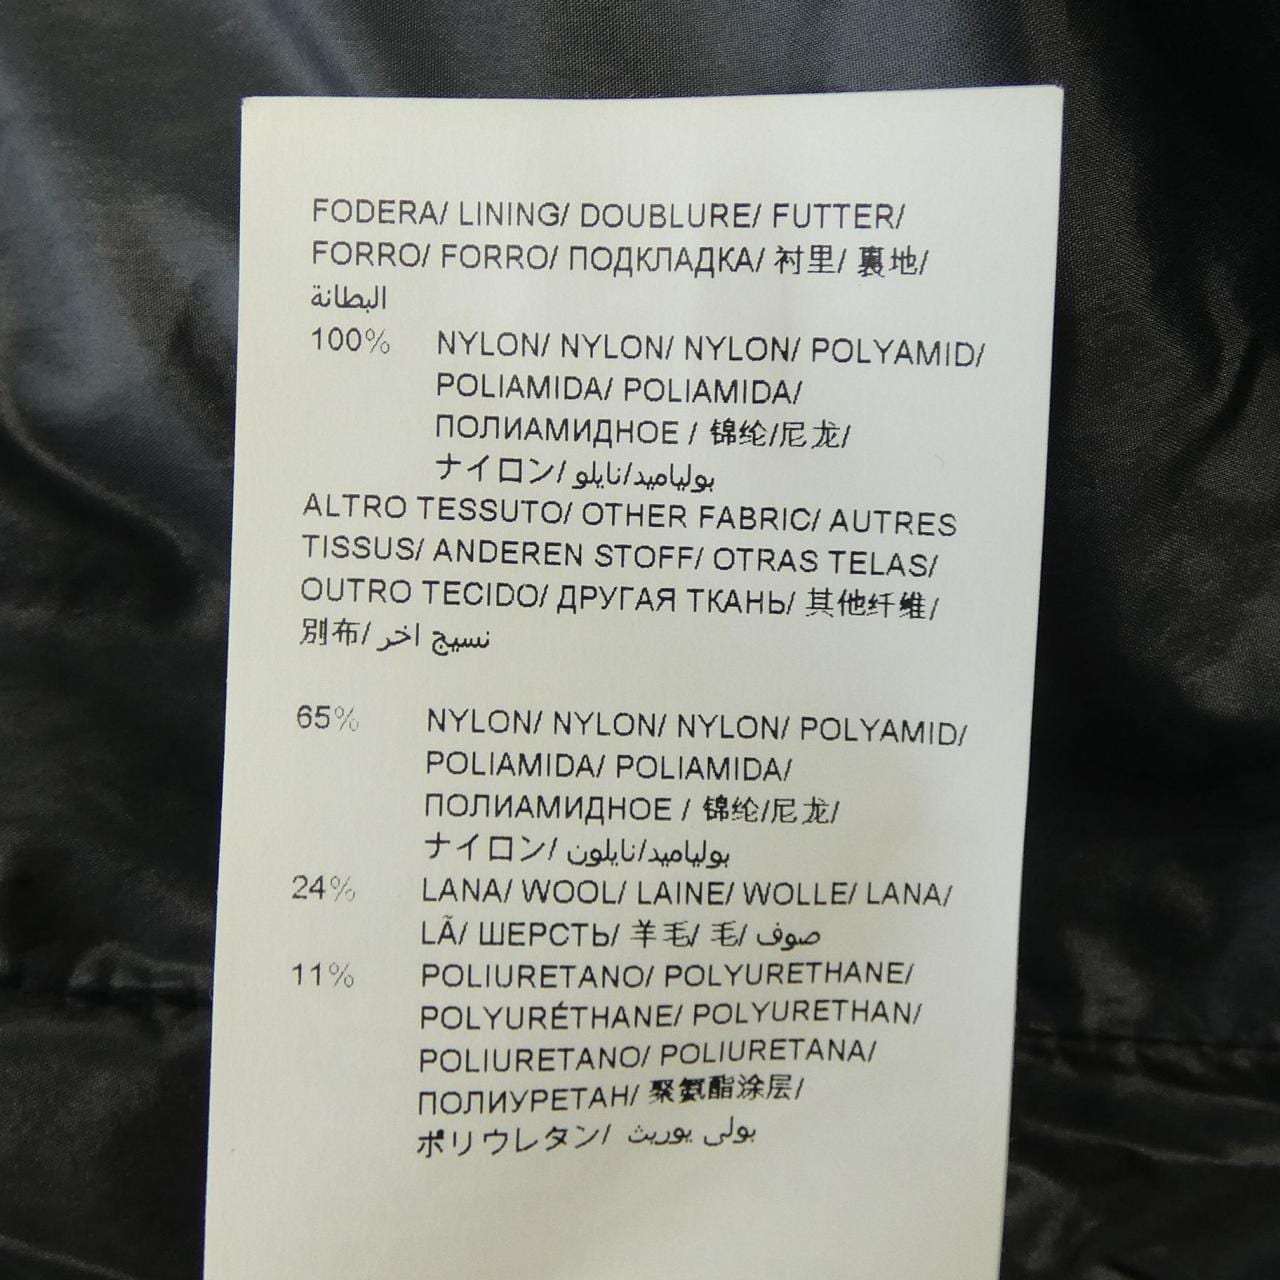 FODERA/ LINING/ DOUBLURE/ FUTTER/
FORRO/ FORRO/ ПОДКЛАДКА/ 衬里/ 裏地/
البطانة
100% NYLON/ NYLON/ NYLON/ POLYAMID/
POLIAMIDA/ POLIAMIDA/
ПОЛИАМИДНОЕ / 锦纶/尼龙/
ナイロン/ بولياميد/نايلو
ALTRO TESSUTO/ OTHER FABRIC/ AUTRES
TISSUS/ ANDEREN STOFF/ OTRAS TELAS/
OUTRO TECIDO/ ДРУГАЯ ТКАНЬ/ 其他纤维/
別布/ نسيج اخر
65% NYLON/ NYLON/ NYLON/ POLYAMID/
POLIAMIDA/ POLIAMIDA/
ПОЛИАМИДНОЕ / 锦纶/尼龙/
ナイロン/ بولياميد/نايلون
24% LANA/ WOOL/ LAINE/ WOLLE/ LANA/
LÃ/ ШЕРСТЬ/ 羊毛/ 毛/ صوف
11% POLIURETANO/ POLYURETHANE/
POLYURÉTHANE/ POLYURETHAN/
POLIURETANO/ POLIURETANA/
ПОЛИУРЕТАН/ 聚氨酯涂层/
ポリウレタン/ بولى يوريث